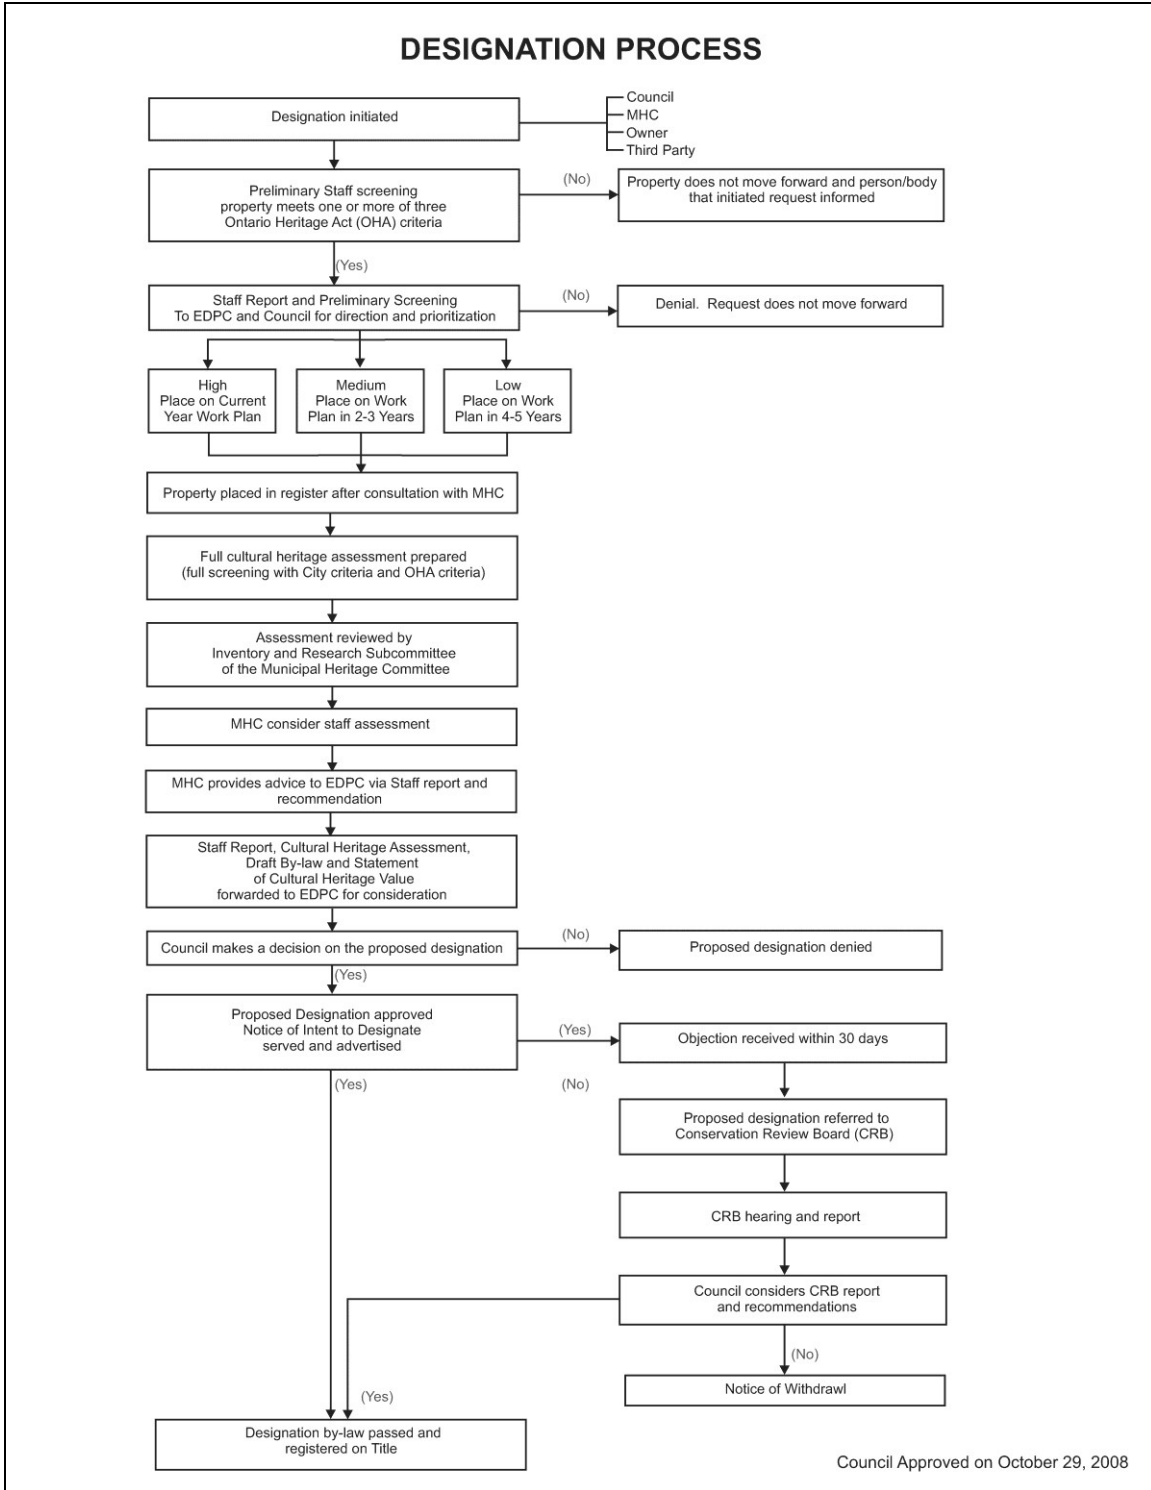 DESIGNATION PROCESS
Designation initiated
Council
MHC
Owner
Third Party
Preliminary Staff screening
property meets one or more of three
Ontario Heritage Act (OHA) criteria
(No)
Property does not move forward and person/body
that initiated request informed
(Yes)
Staff Report and Preliminary Screening
To EDPC and Council for direction and prioritization
(No)
Denial. Request does not move forward
High
Place on Current
Year Work Plan
Medium
Place on Work
Plan in 2-3 Years
Low
Place on Work
Plan in 4-5 Years
Property placed in register after consultation with MHC
Full cultural heritage assessment prepared
(full screening with City criteria and OHA criteria)
Assessment reviewed by
Inventory and Research Subcommittee
of the Municipal Heritage Committee
MHC consider staff assessment
MHC provides advice to EDPC via Staff report and
recommendation
Staff Report, Cultural Heritage Assessment,
Draft By-law and Statement
of Cultural Heritage Value
forwarded to EDPC for consideration
Council makes a decision on the proposed designation
(No)
Proposed designation denied
(Yes)
Proposed Designation approved
Notice of Intent to Designate
served and advertised
(Yes)
Objection received within 30 days
(Yes)
(No)
Proposed designation referred to
Conservation Review Board (CRB)
CRB hearing and report
Council considers CRB report
and recommendations
(No)
Notice of Withdrawl
(Yes)
Designation by-law passed and
registered on Title
Council Approved on October 29, 2008